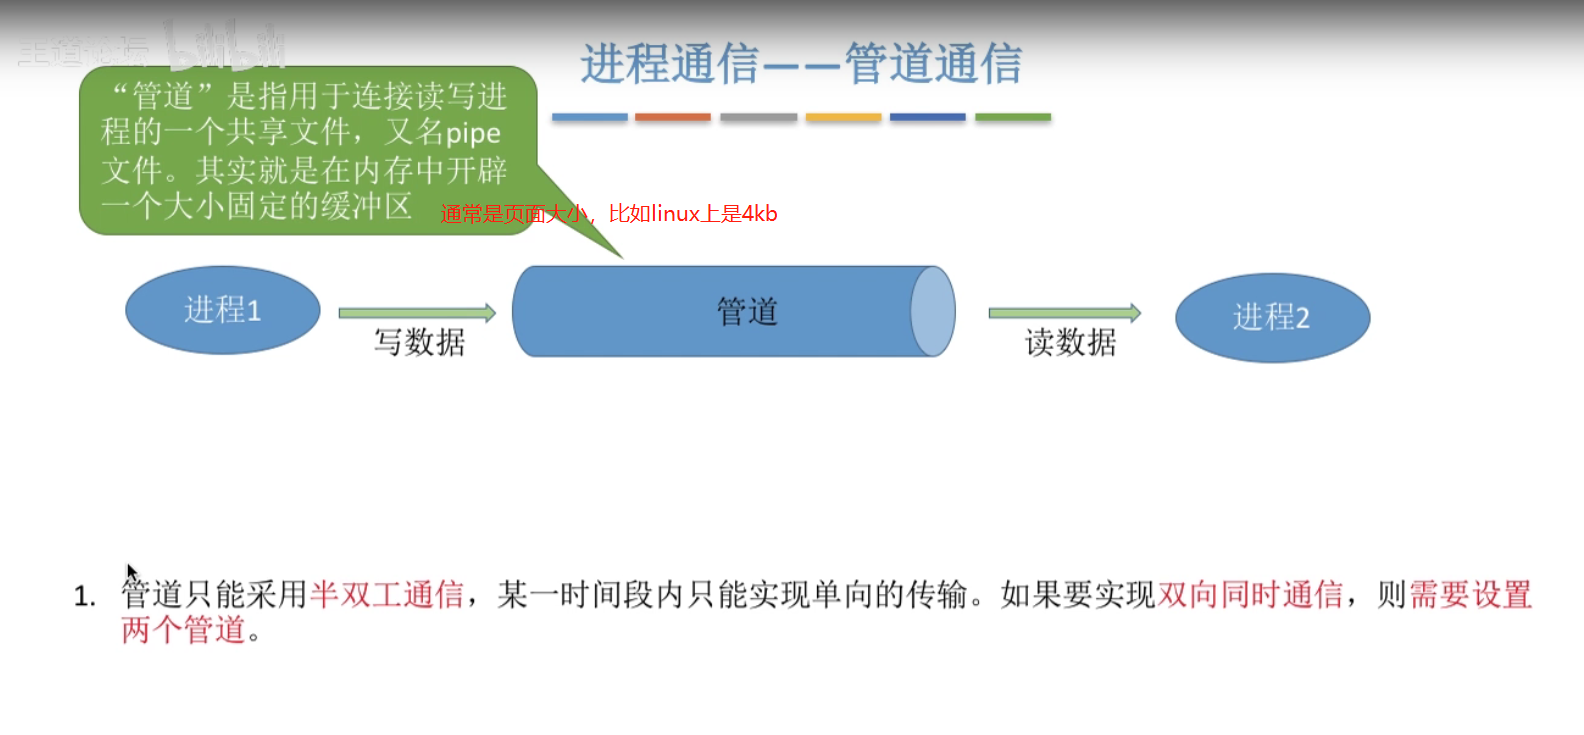 王道论坛 bilibili
进程通信——管道通信
“管道”是指用于连接读写进
程的一个共享文件，又名pipe
文件。其实就是在内存中开辟
一个大小固定的缓冲区
通常是页面大小，比如linux上是4kb
进程1
写数据
管道
读数据
进程2
1. 管道只能采用半双工通信，某一时间段内只能实现单向的传输。如果要实现双向同时通信，则需要设置
两个管道。